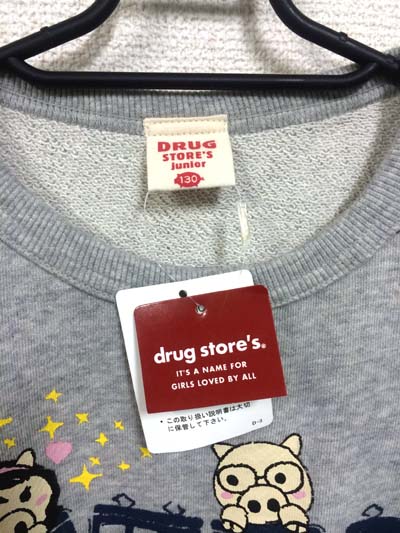 DRUG
STORE'S
junior
130
drug store's®
IT'S A NAME FOR
GIRLS LOVED BY ALL
• この取り扱い説明書は大切
に保管して下さい。